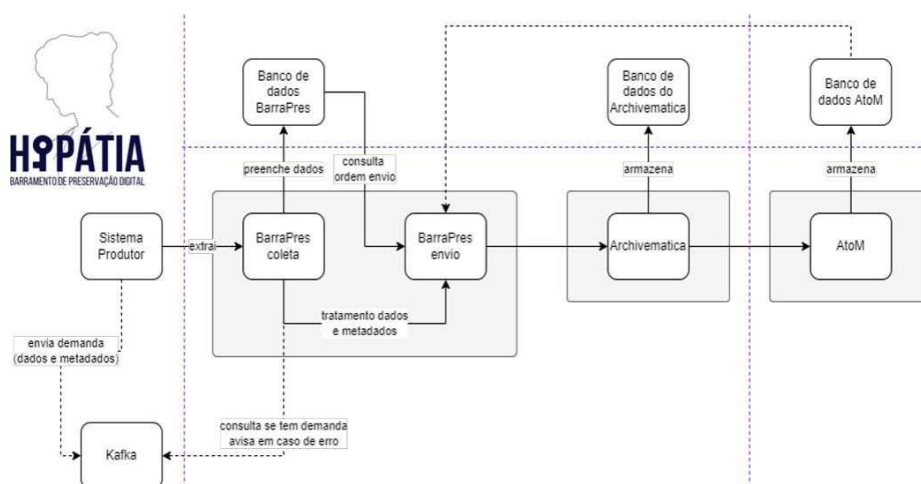 HIPÁTIA
BARRAMENTO DE PRESERVAÇÃO DIGITAL
Banco de
dados
BarraPres
Banco de
dados do
Archivematica
Banco de
dados AtoM
preenche dados
consulta
ordem envio
armazena
armazena
Sistema
Produtor
extrai
BarraPres
coleta
BarraPres
envio
Archivematica
AtoM
tratamento dados
e metadados
envia demanda
(dados e metadados)
consulta se tem demanda
avisa em caso de erro
Kafka